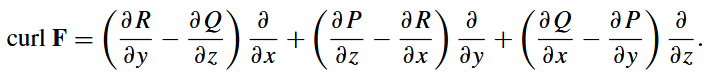 curl F = (∂R/∂y − ∂Q/∂z) ∂/∂x + (∂P/∂z − ∂R/∂x) ∂/∂y + (∂Q/∂x − ∂P/∂y) ∂/∂z.